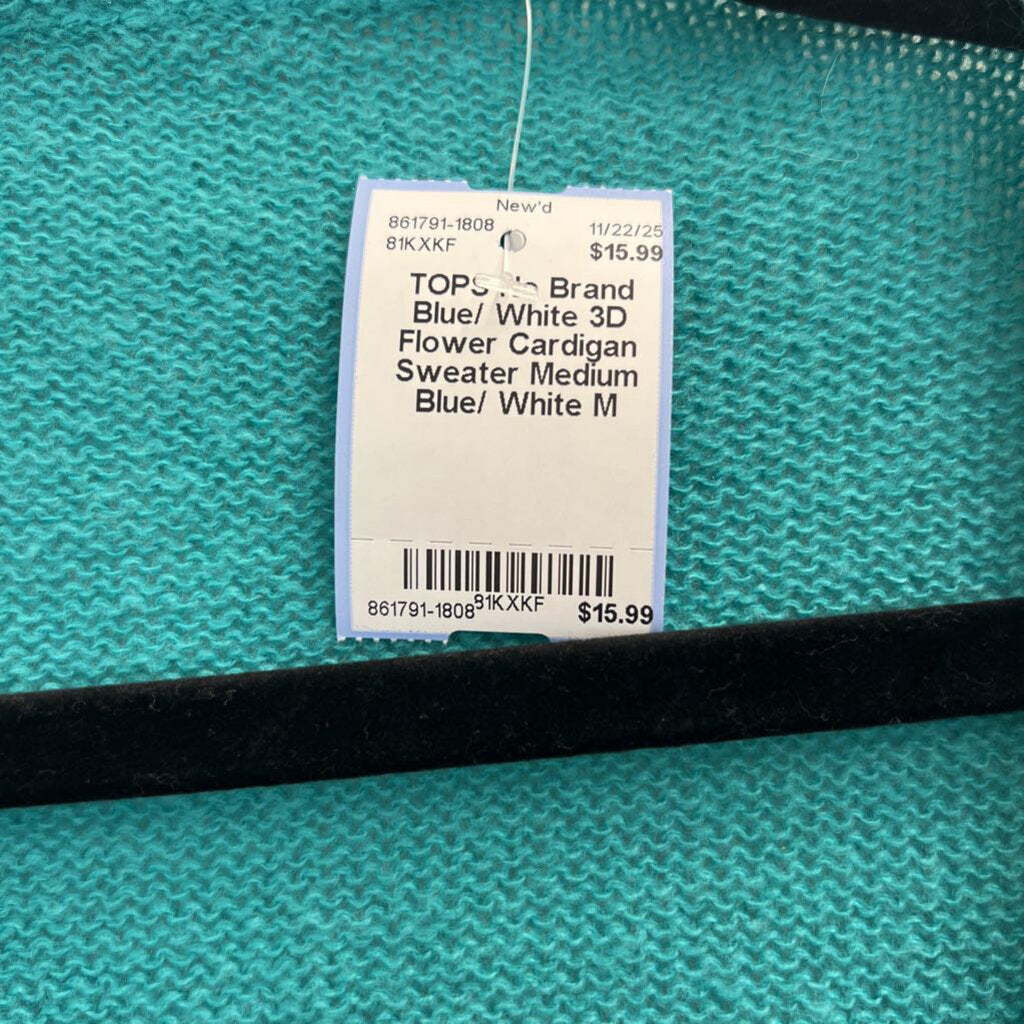 New'd
861791-1808 11/22/25
81KXKF $15.99
TOPS Brand
Blue/ White 3D
Flower Cardigan
Sweater Medium
Blue/ White M
861791-1808 81KXKF $15.99